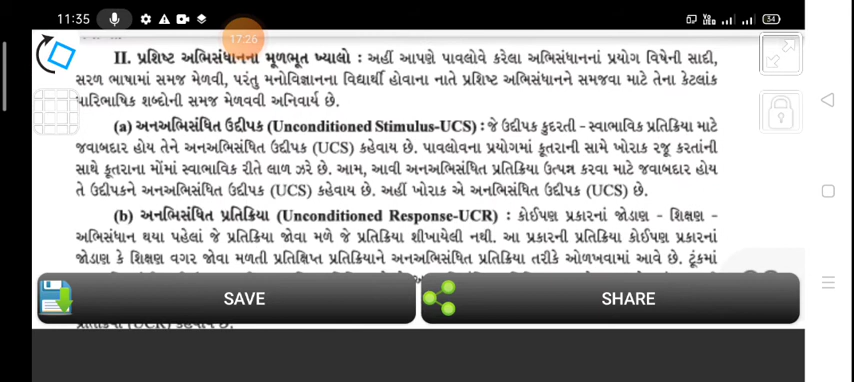 11:35
54
17:26
II. પ્રશિષ્ટ અભિસંધાનના મૂળભૂત ખ્યાલો : અહીં આપણે પાવલોવે કરેલા અભિસંધાનનાં પ્રયોગ વિષેની સાદી,
સરળ ભાષામાં સમજ મેળવી, પરંતુ મનોવિજ્ઞાનના વિદ્યાર્થી હોવાના નાતે પ્રશિષ્ટ અભિસંધાનને સમજવા માટે તેના કેટલાંક
પારિભાષિક શબ્દોની સમજ મેળવવી અનિવાર્ય છે.
(a) અનઅભિસંધિત ઉદ્દીપક (Unconditioned Stimulus-UCS) : જે ઉદ્દીપક કુદરતી - સ્વાભાવિક પ્રતિક્રિયા માટે
જવાબદાર હોય તેને અનઅભિસંધિત ઉદ્દીપક (UCS) કહેવાય છે. પાવલોવના પ્રયોગમાં કૂતરાની સામે ખોરાક રજૂ કરતાંની
સાથે કૂતરાના મોંમાં સ્વાભાવિક રીતે લાળ ઝરે છે. આમ, આવી અનઅભિસંધિત પ્રતિક્રિયા ઉત્પન્ન કરવા માટે જવાબદાર હોય
તે ઉદ્દીપકને અનઅભિસંધિત ઉદ્દીપક (UCS) કહેવાય છે. અહીં ખોરાક એ અનભિસંધિત ઉદ્દીપક (UCS) છે.
(b) અનભિસંધિત પ્રતિક્રિયા (Unconditioned Response-UCR) : કોઈપણ પ્રકારનાં જોડાણ - શિક્ષણ -
અભિસંધાન થયા પહેલાં જે પ્રતિક્રિયા જોવા મળે જે પ્રતિક્રિયા શીખાયેલી નથી. આ પ્રકારની પ્રતિક્રિયા કોઈપણ પ્રકારનાં
જોડાણ કે શિક્ષણ વગર જોવા મળતી પ્રતિક્ષિપ્ત પ્રતિક્રિયાને અનઅભિસંધિત પ્રતિક્રિયા તરીકે ઓળખવામાં આવે છે. ટૂંકમાં
SAVE
SHARE
(UCR) કહેવાય છે.